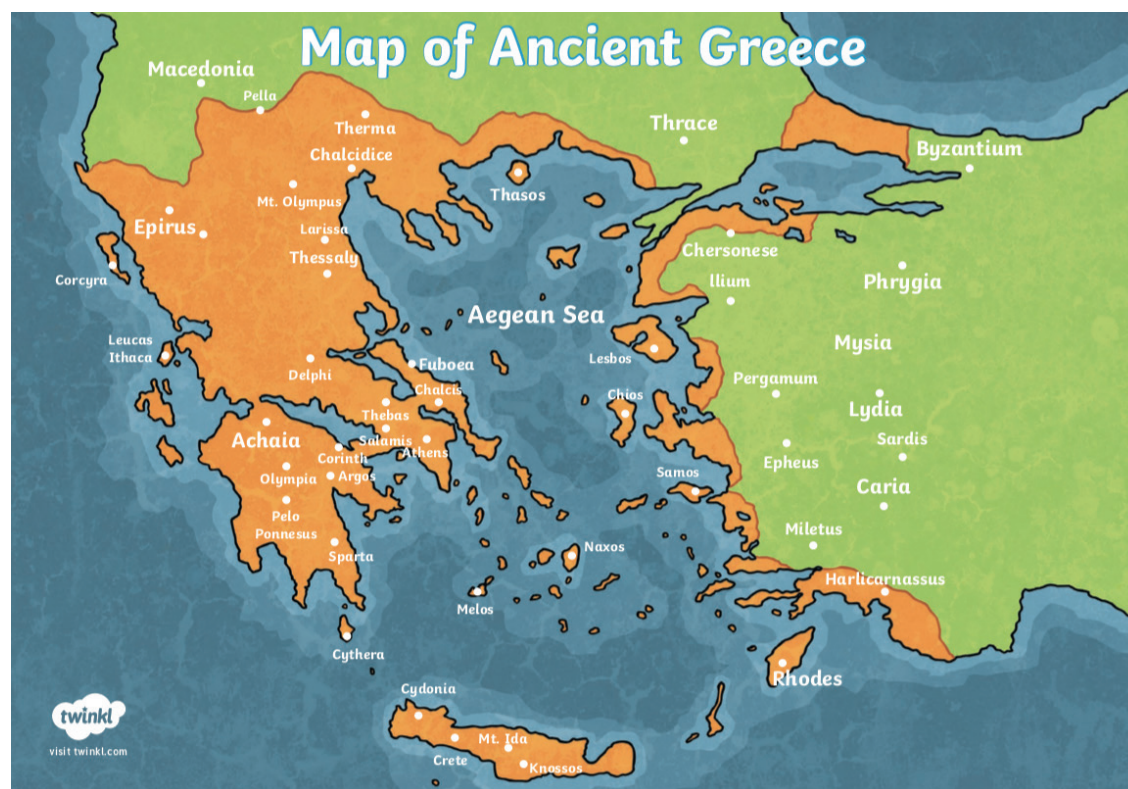 Map of Ancient Greece
Macedonia
Pella
Therma
Thrace
Byzantium
Chalcidice
Thasos
Mt. Olympus
Epirus
Larissa
Thessaly
Chersonese
Corcyra
Ilium
Phrygia
Aegean Sea
Leucas
Ithaca
Mysia
Lesbos
Fuboea
Delphi
Pergamum
Chalcis
Chios
Thebas
Lydia
Achaia
Salamis
Athens
Sardis
Corinth
Epheus
Olympia
Argos
Samos
Caria
Pelo
Ponnesus
Miletus
Sparta
Naxos
Harlicarnassus
Melos
Cythera
Rhodes
Cydonia
twinkl
visit twinkl.com
Mt. Ida
Crete
Knossos